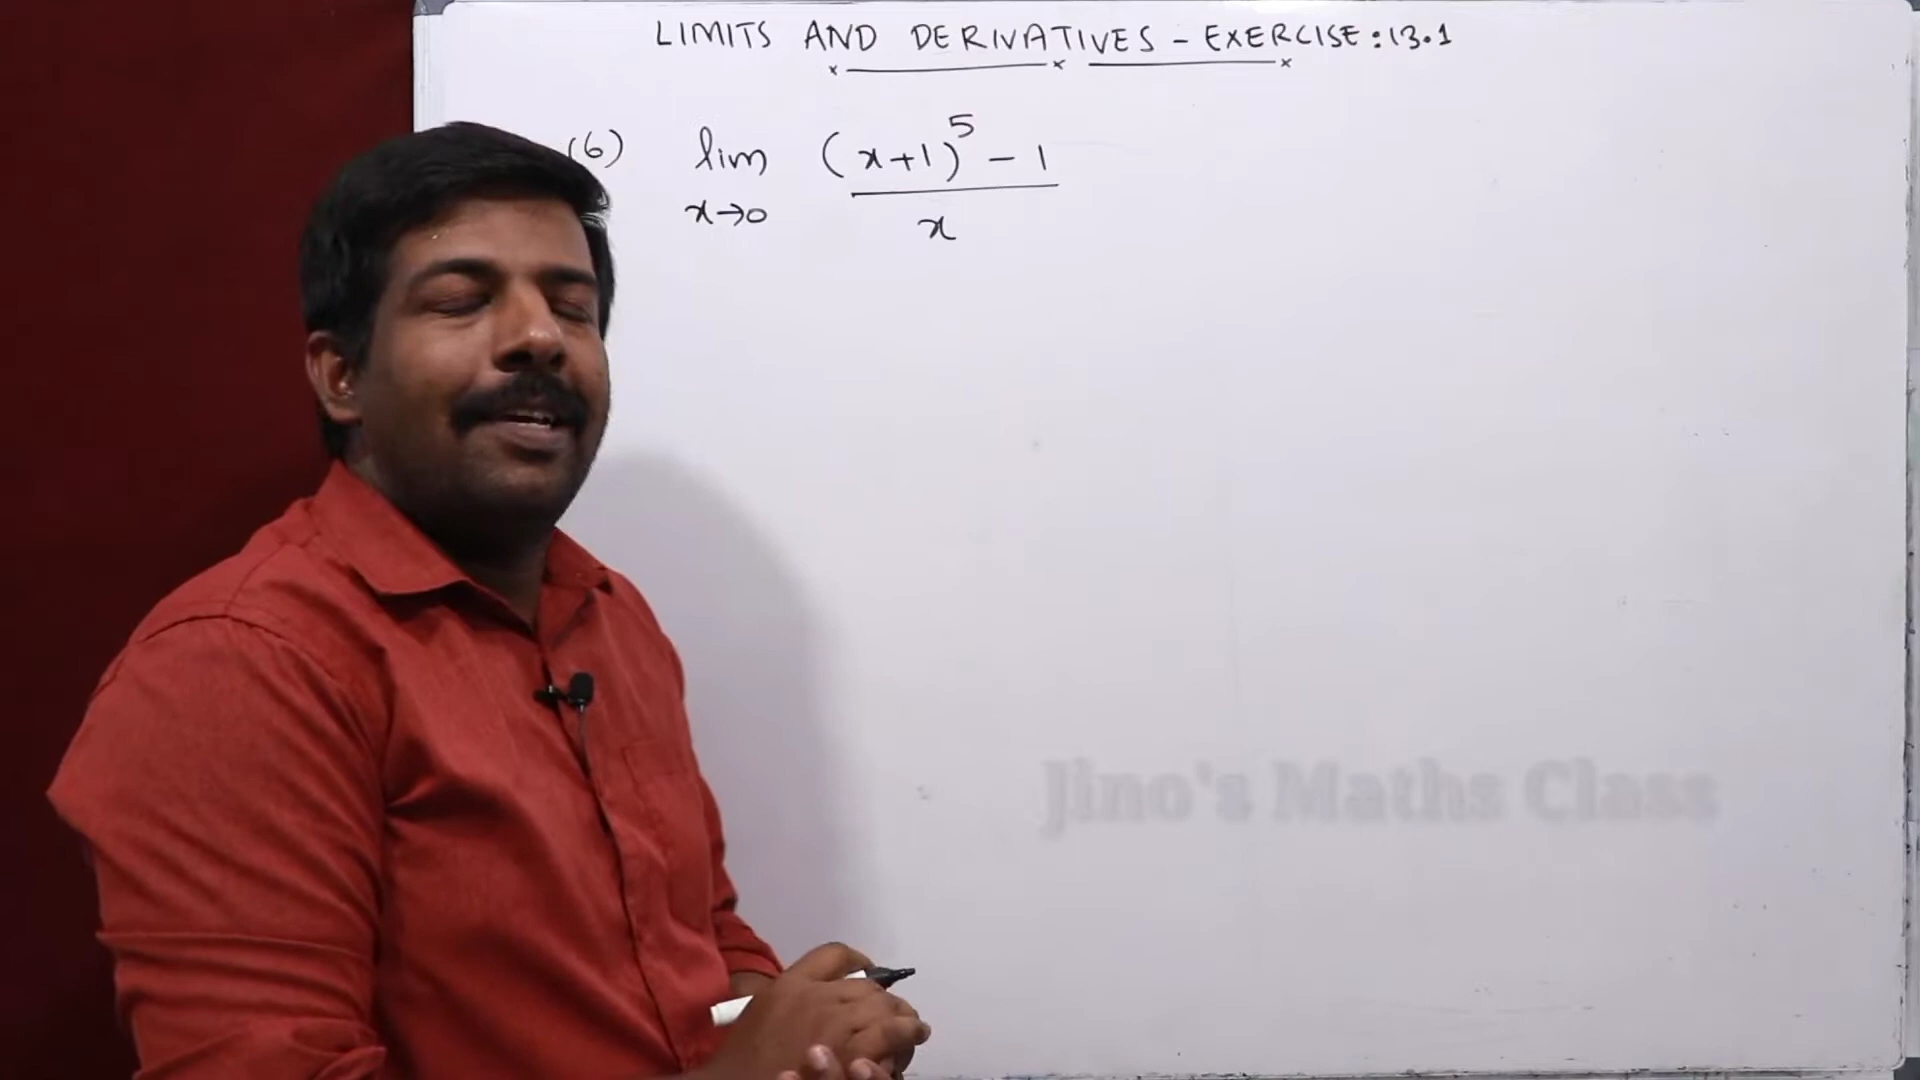 LIMITS AND DERIVATIVES - EXERCISE: 13.1
(6) lim (x+1)^5 - 1
x→0 x
Jino's Maths Class